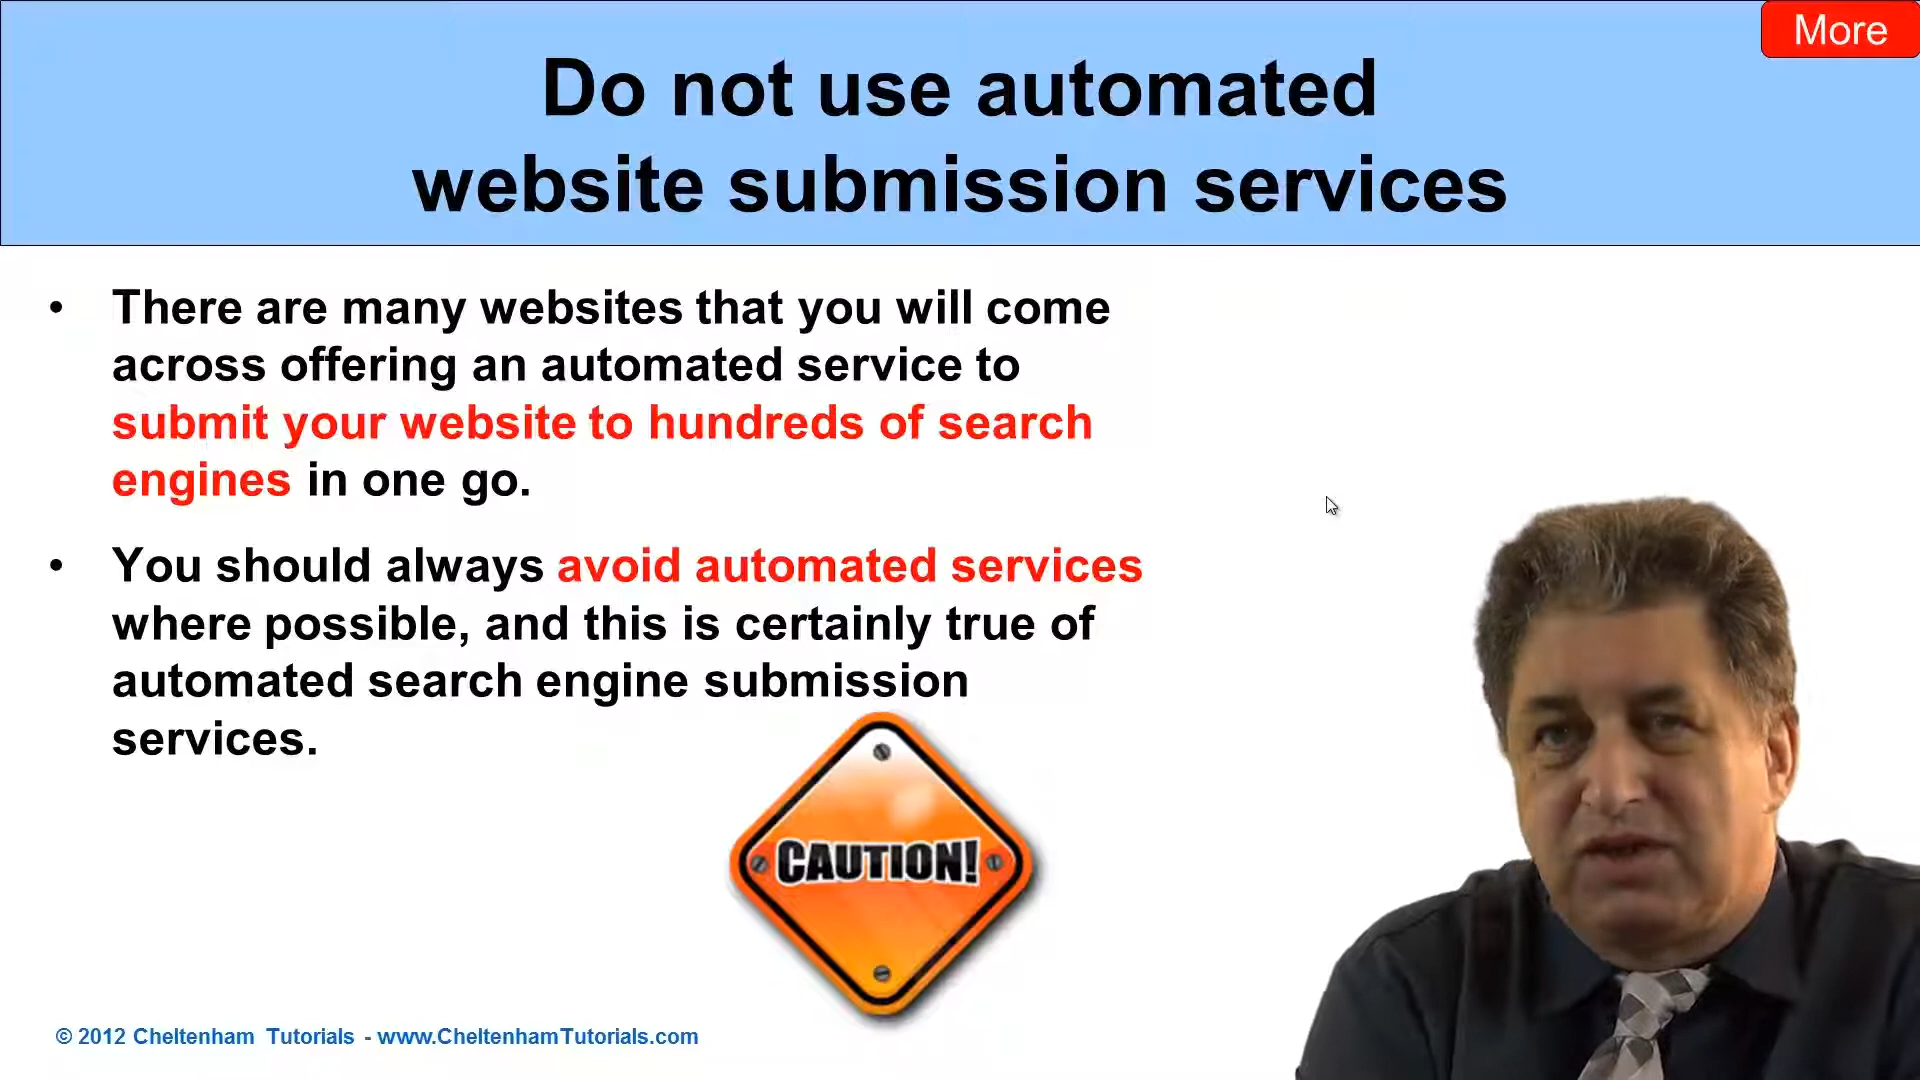 More
Do not use automated
website submission services
• There are many websites that you will come
across offering an automated service to
submit your website to hundreds of search
engines in one go.
• You should always avoid automated services
where possible, and this is certainly true of
automated search engine submission
services.
CAUTION!
© 2012 Cheltenham Tutorials - www.CheltenhamTutorials.com